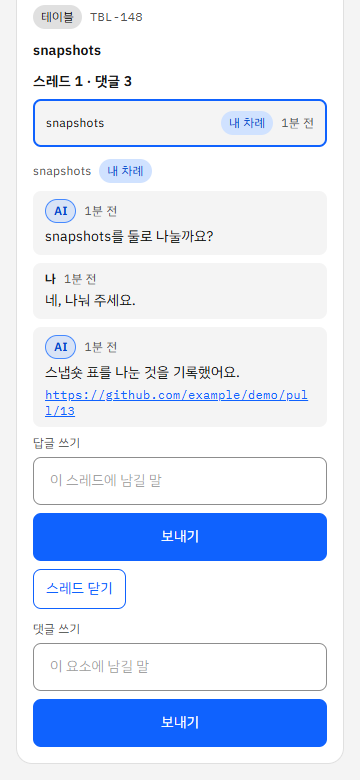 테이블 TBL-148
snapshots
스레드 1 · 댓글 3
snapshots 내 차례 1분 전
snapshots 내 차례
AI 1분 전
snapshots를 둘로 나눌까요?
나 1분 전
네, 나눠 주세요.
AI 1분 전
스냅숏 표를 나눈 것을 기록했어요.
https://github.com/example/demo/pul
l/13
답글 쓰기
이 스레드에 남길 말
보내기
스레드 닫기
댓글 쓰기
이 요소에 남길 말
보내기